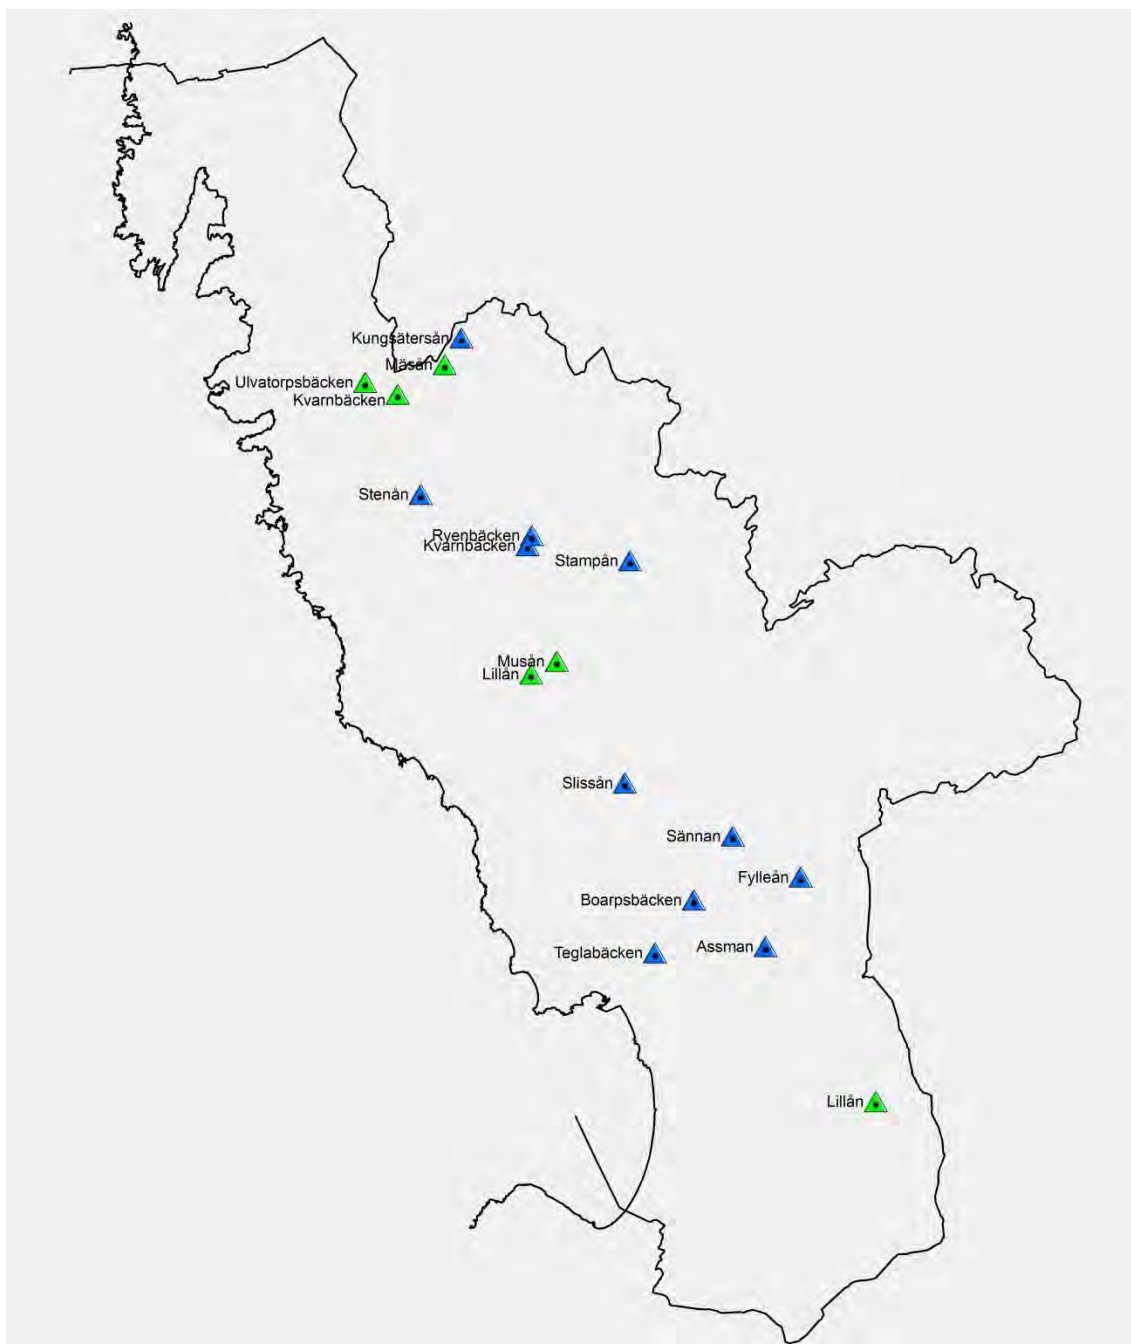 Kungsätersån
Mäsån
Ulvatorpsbäcken
Kvarnbäcken
Stenån
Ryenbäcken
Kvarnbäcken
Stampån
Musån
Lillån
Slissån
Sännan
Fylleån
Boarpsbäcken
Assman
Teglabäcken
Lillån